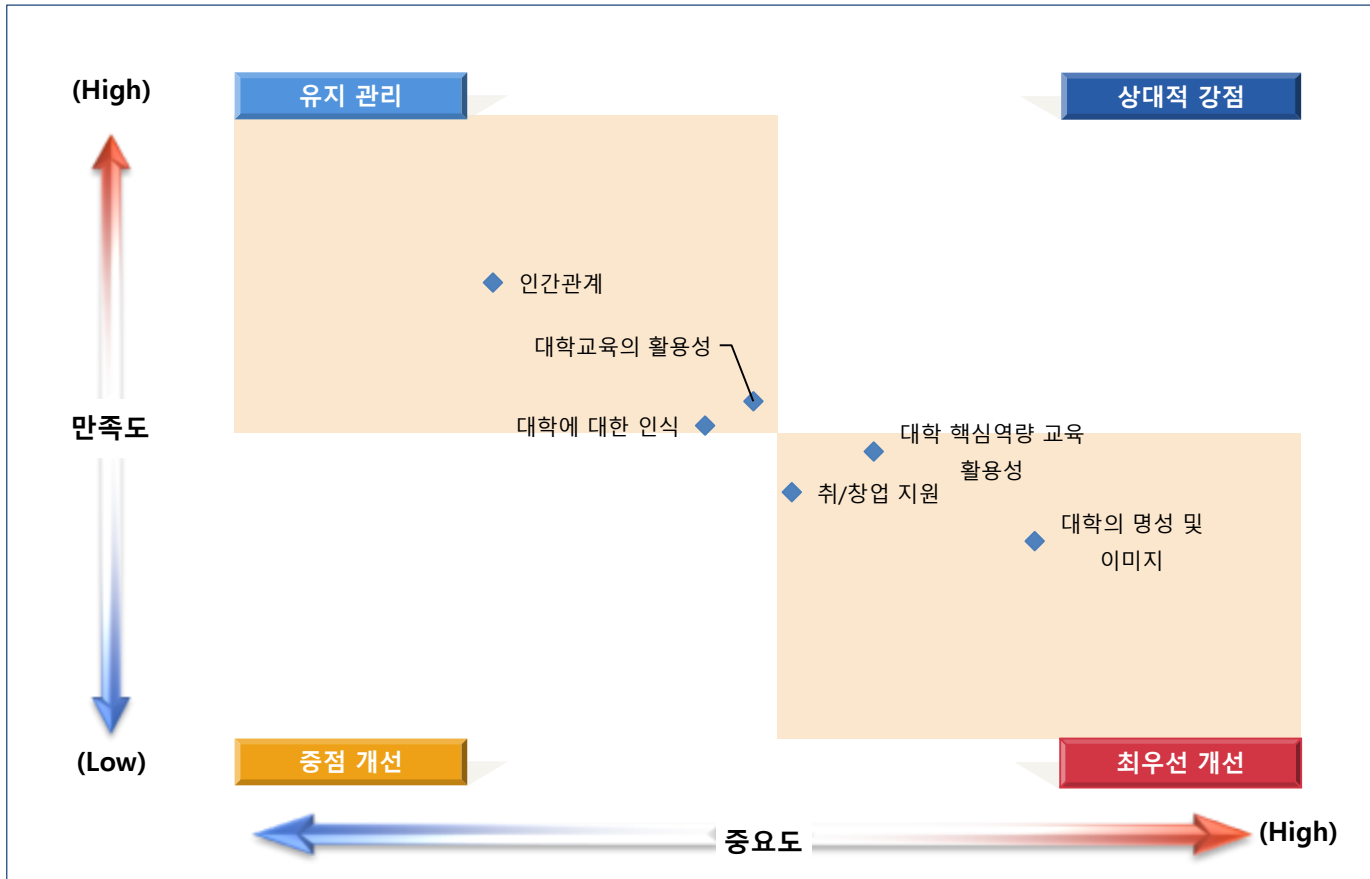 (High)
유지 관리
상대적 강점
인간관계
대학교육의 활용성
만족도
대학에 대한 인식
대학 핵심역량 교육
활용성
취/창업 지원
대학의 명성 및
이미지
(Low)
중점 개선
최우선 개선
중요도
(High)